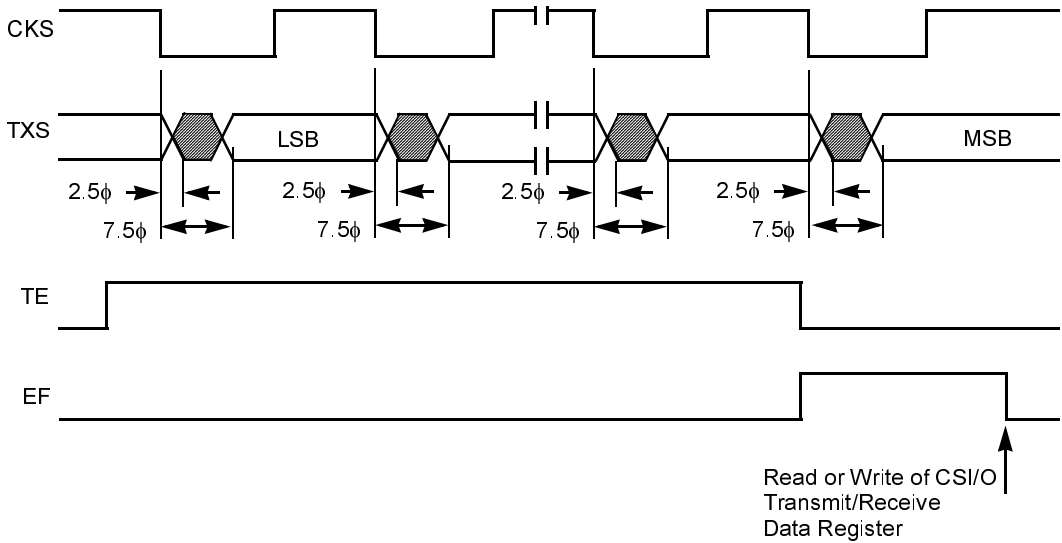 CKS
TXS
LSB
MSB
2.5ϕ
2.5ϕ
2.5ϕ
2.5ϕ
7.5ϕ
7.5ϕ
7.5ϕ
7.5ϕ
TE
EF
Read or Write of CSI/O
Transmit/Receive
Data Register